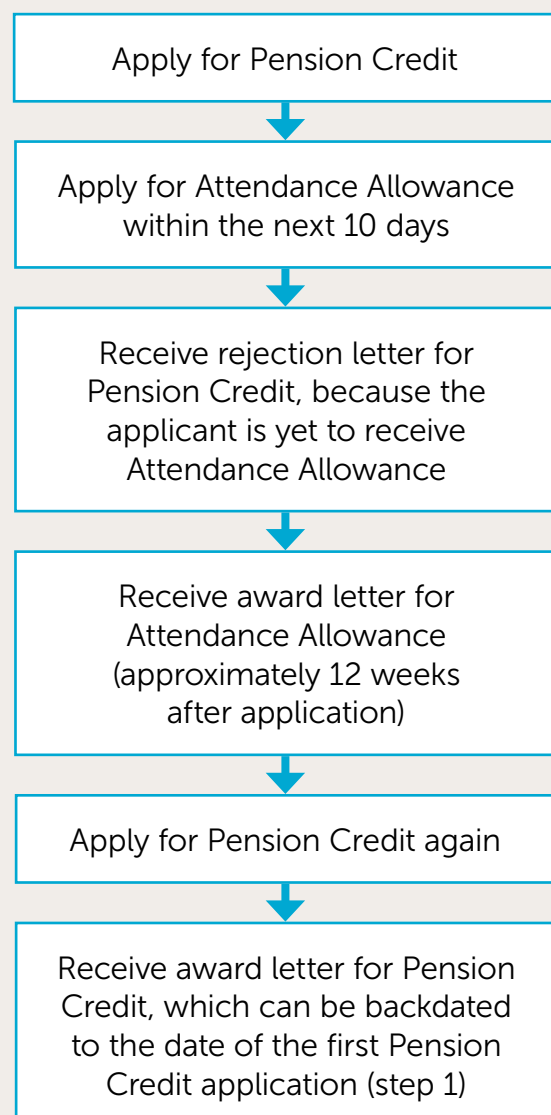 Apply for Pension Credit
Apply for Attendance Allowance
within the next 10 days
Receive rejection letter for
Pension Credit, because the
applicant is yet to receive
Attendance Allowance
Receive award letter for
Attendance Allowance
(approximately 12 weeks
after application)
Apply for Pension Credit again
Receive award letter for Pension
Credit, which can be backdated
to the date of the first Pension
Credit application (step 1)